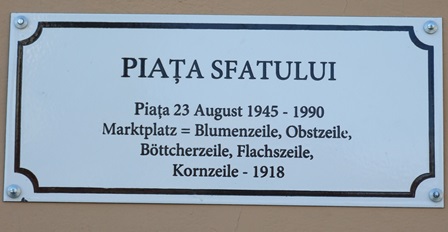 PIAȚA SFATULUI
Piața 23 August 1945 - 1990
Marktplatz = Blumenzeile, Obstzeile,
Böttcherzeile, Flachszeile,
Kornzeile - 1918